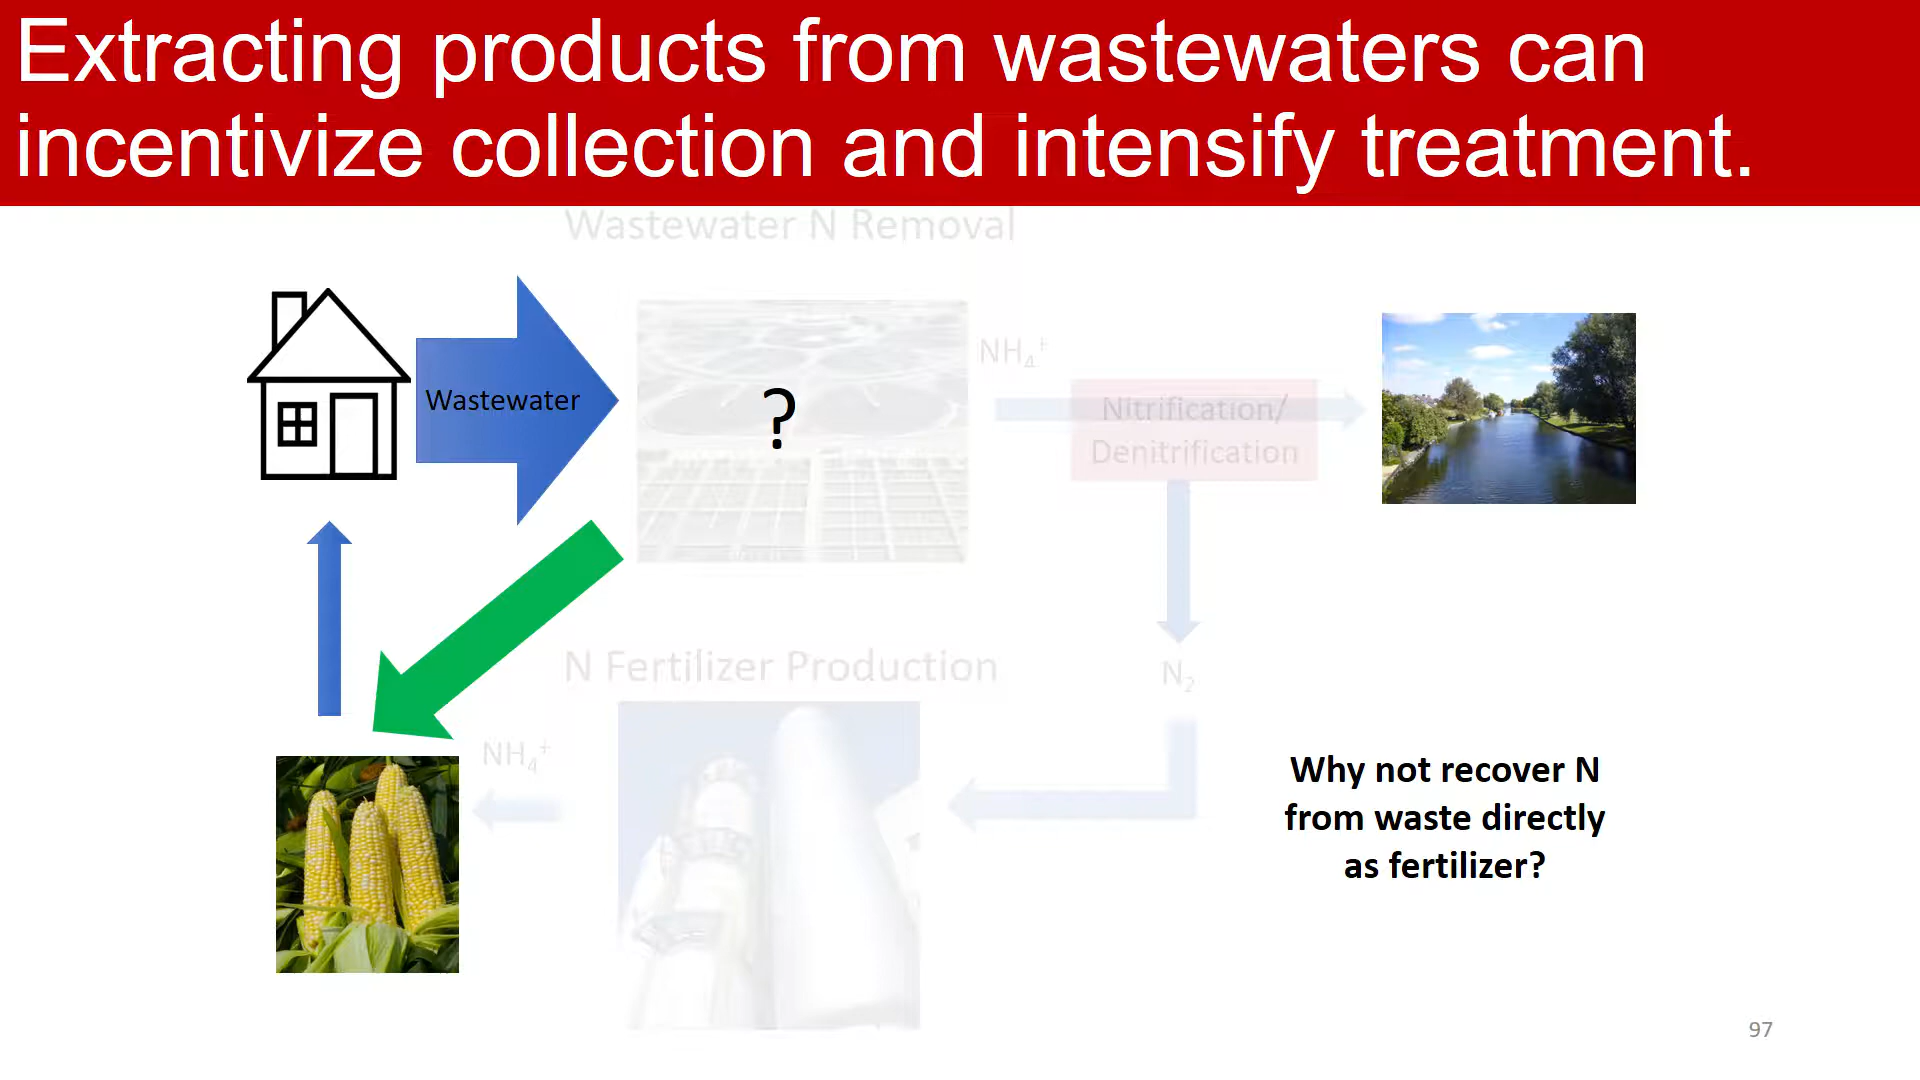 Extracting products from wastewaters can
incentivize collection and intensify treatment.
Wastewater N Removal
Wastewater
?
NH₄⁺
Nitrification/
Denitrification
N Fertilizer Production
N₂
NH₄⁺
Why not recover N
from waste directly
as fertilizer?
97